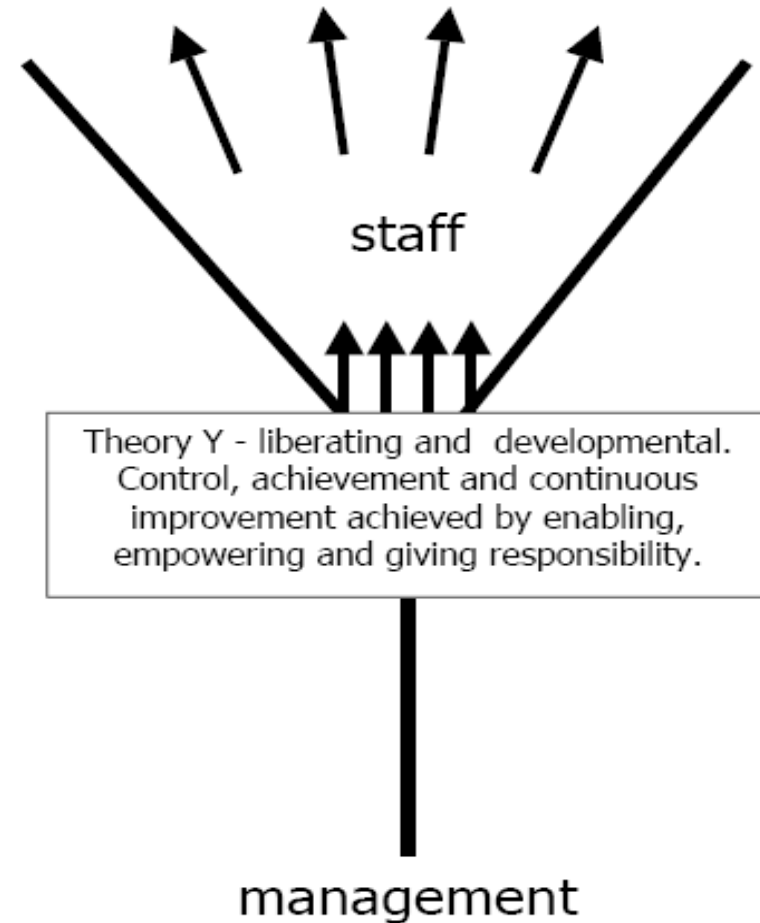 staff
Theory Y - liberating and developmental.
Control, achievement and continuous
improvement achieved by enabling,
empowering and giving responsibility.
management